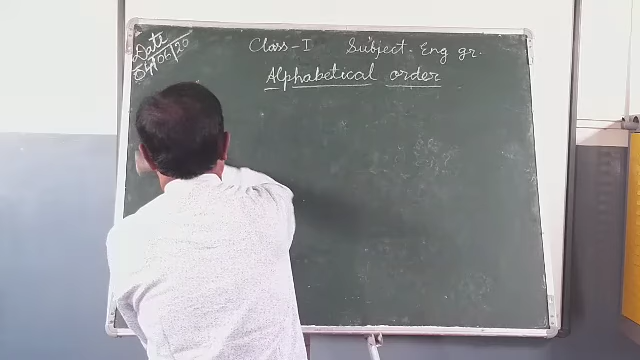 Date
04/06/20
Class-I Subject- Eng gr.
Alphabetical order